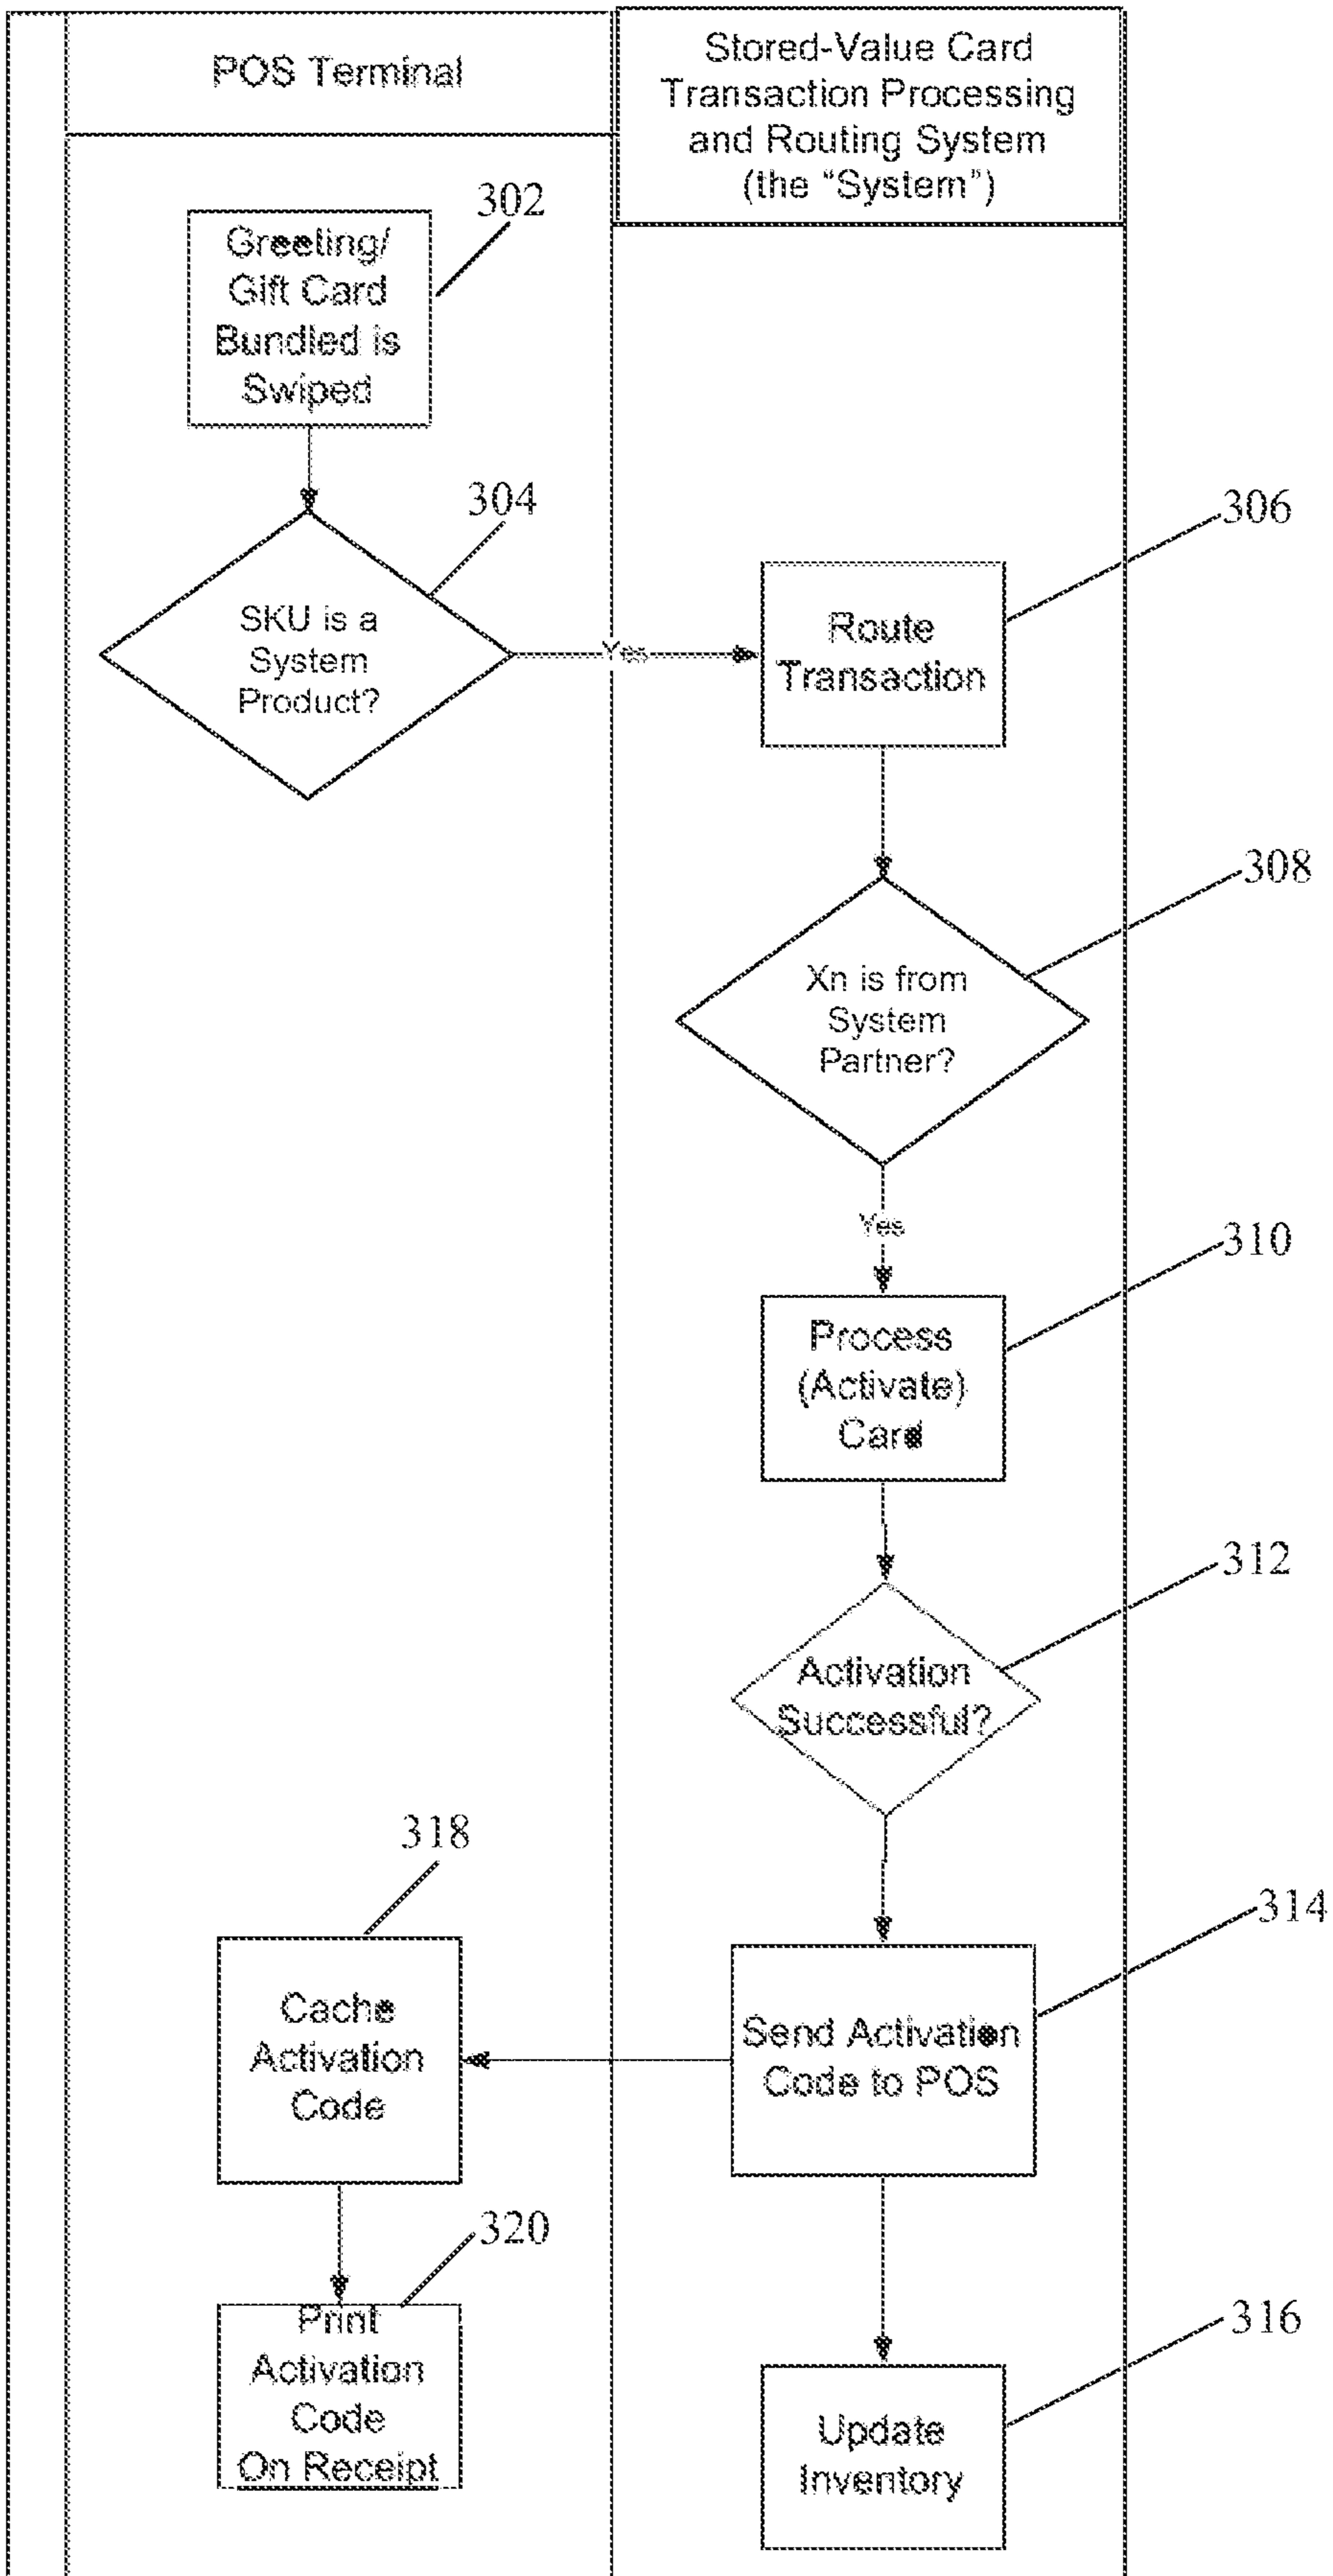 POS Terminal
Stored-Value Card
Transaction Processing
and Routing System
(the “System”)
302
Greeting/
Gift Card
Bundled is
Swiped
304
SKU is a
System
Product?
Yes
306
Route
Transaction
308
Xn is from
System
Partner?
Yes
310
Process
(Activate)
Card
312
Activation
Successful?
314
Send Activation
Code to POS
318
Cache
Activation
Code
320
Print
Activation
Code
On Receipt
316
Update
Inventory